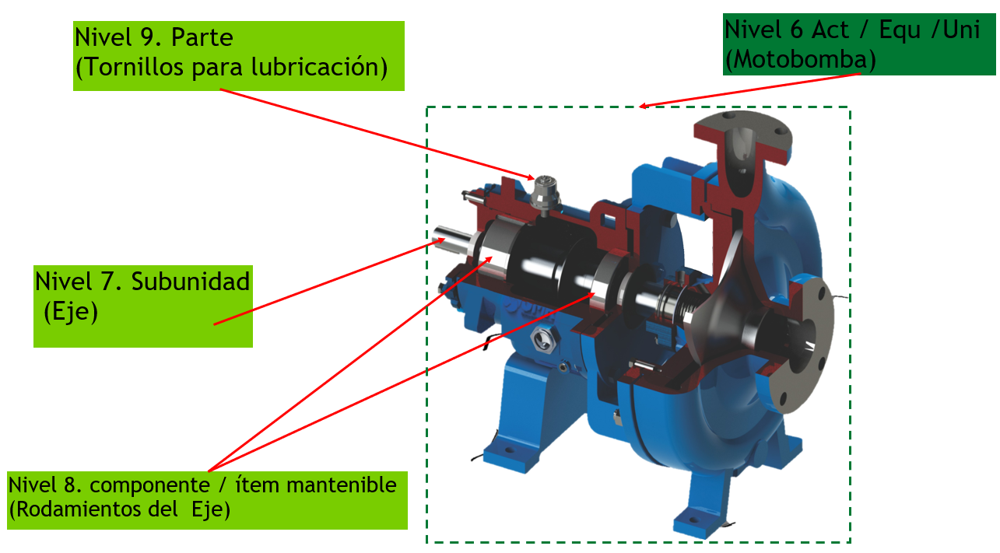 Nivel 9. Parte
(Tornillos para lubricación)
Nivel 6 Act / Equ /Uni
(Motobomba)
Nivel 7. Subunidad
(Eje)
Nivel 8. componente / ítem mantenible
(Rodamientos del  Eje)